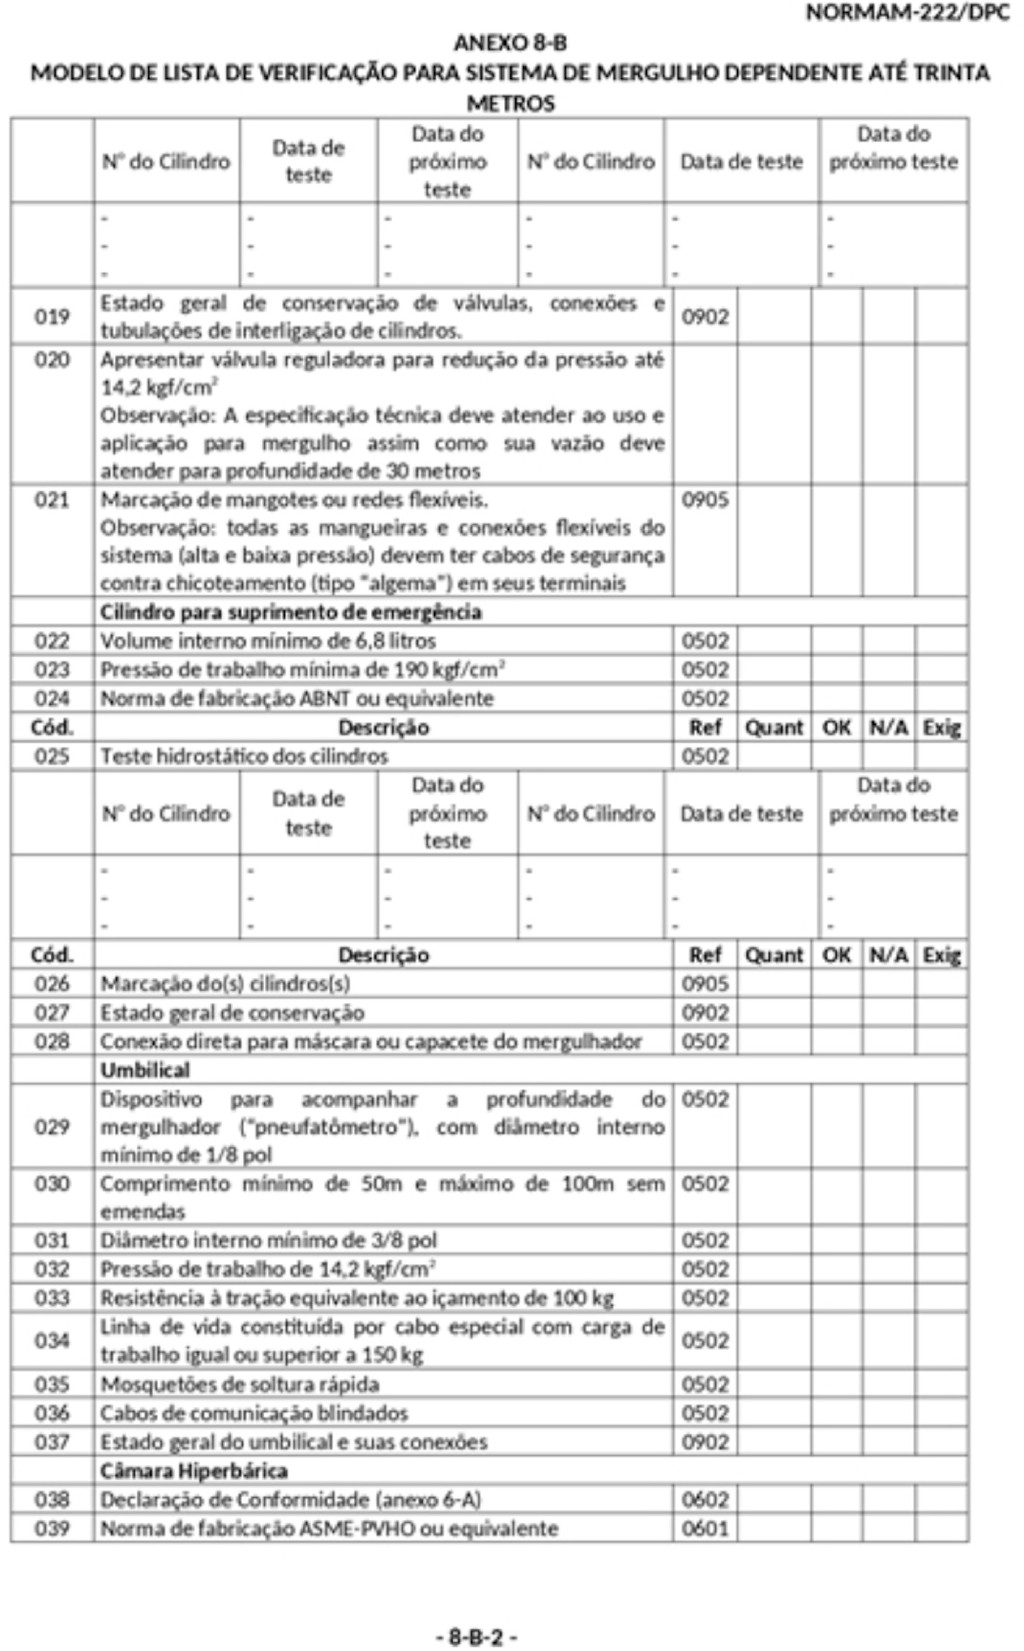 NORMAM-222/DPC
ANEXO 8-B
MODELO DE LISTA DE VERIFICAÇÃO PARA SISTEMA DE MERGULHO DEPENDENTE ATÉ TRINTA
METROS
Nº do Cilindro Data de teste Data do próximo teste Nº do Cilindro Data de teste Data do próximo teste
- - - - - -
- - - - - -
- - - - - -
019 Estado geral de conservação de válvulas, conexões e 0902
tubulações de interligação de cilindros.
020 Apresentar válvula reguladora para redução da pressão até
14,2 kgf/cm²
Observação: A especificação técnica deve atender ao uso e
aplicação para mergulho assim como sua vazão deve
atender para profundidade de 30 metros
021 Marcação de mangotes ou redes flexíveis. 0905
Observação: todas as mangueiras e conexões flexíveis do
sistema (alta e baixa pressão) devem ter cabos de segurança
contra chicoteamento (tipo "algema") em seus terminais
Cilindro para suprimento de emergência
022 Volume interno mínimo de 6,8 litros 0502
023 Pressão de trabalho mínima de 190 kgf/cm² 0502
024 Norma de fabricação ABNT ou equivalente 0502
Cód. Descrição Ref Quant OK N/A Exig
025 Teste hidrostático dos cilindros 0502
Nº do Cilindro Data de teste Data do próximo teste Nº do Cilindro Data de teste Data do próximo teste
- - - - - -
- - - - - -
- - - - - -
Cód. Descrição Ref Quant OK N/A Exig
026 Marcação do(s) cilindros(s) 0905
027 Estado geral de conservação 0902
028 Conexão direta para máscara ou capacete do mergulhador 0502
Umbilical
Dispositivo para acompanhar a profundidade do 0502
029 mergulhador ("pneufatômetro"), com diâmetro interno
mínimo de 1/8 pol
030 Comprimento mínimo de 50m e máximo de 100m sem 0502
emendas
031 Diâmetro interno mínimo de 3/8 pol 0502
032 Pressão de trabalho de 14,2 kgf/cm² 0502
033 Resistência à tração equivalente ao içamento de 100 kg 0502
034 Linha de vida constituída por cabo especial com carga de 0502
trabalho igual ou superior a 150 kg
035 Mosquetões de soltura rápida 0502
036 Cabos de comunicação blindados 0502
037 Estado geral do umbilical e suas conexões 0902
Câmara Hiperbárica
038 Declaração de Conformidade (anexo 6-A) 0602
039 Norma de fabricação ASME-PVHO ou equivalente 0601
- 8-B-2 -